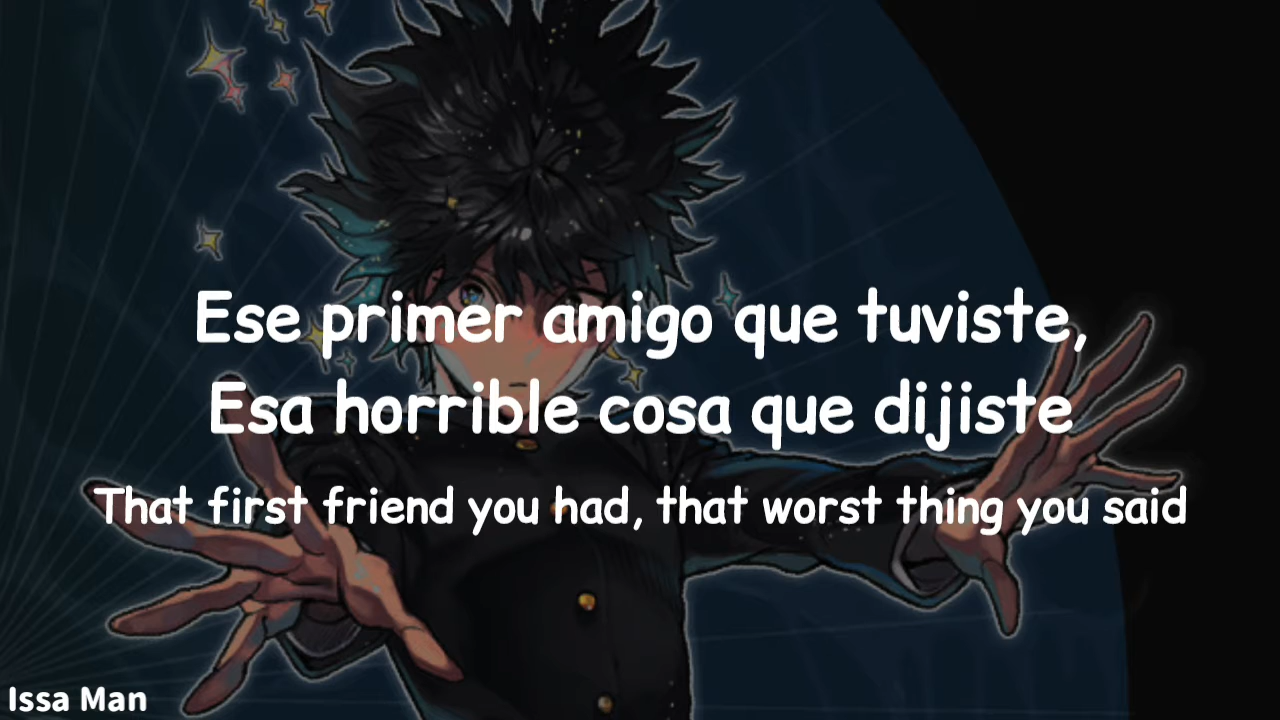 Ese primer amigo que tuviste,
Esa horrible cosa que dijiste
That first friend you had, that worst thing you said
Issa Man